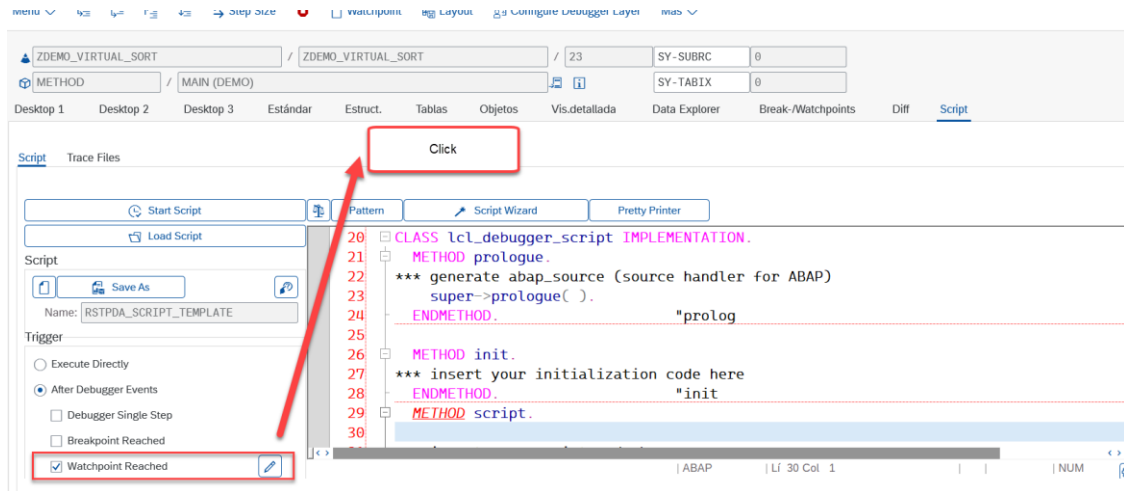 Menú Step Size Watchpoint Layout Configure Debugger Layer Más
ZDEMO_VIRTUAL_SORT / ZDEMO_VIRTUAL_SORT / 23 SY-SUBRC 0
METHOD / MAIN (DEMO) SY-TABIX 0
Desktop 1 Desktop 2 Desktop 3 Estándar Estruct. Tablas Objetos Vis.detallada Data Explorer Break-/Watchpoints Diff Script
Click
Script Trace Files
Start Script Pattern Script Wizard Pretty Printer
Load Script
Script
Save As
Name: RSTPDA_SCRIPT_TEMPLATE
Trigger
Execute Directly
After Debugger Events
Debugger Single Step
Breakpoint Reached
Watchpoint Reached
20 CLASS lcl_debugger_script IMPLEMENTATION.
21 METHOD prologue.
22 *** generate abap_source (source handler for ABAP)
23 super->prologue( ).
24 ENDMETHOD. "prolog
25
26 METHOD init.
27 *** insert your initialization code here
28 ENDMETHOD. "init
29 METHOD script.
30
| ABAP | Lí 30 Col 1 | | | NUM